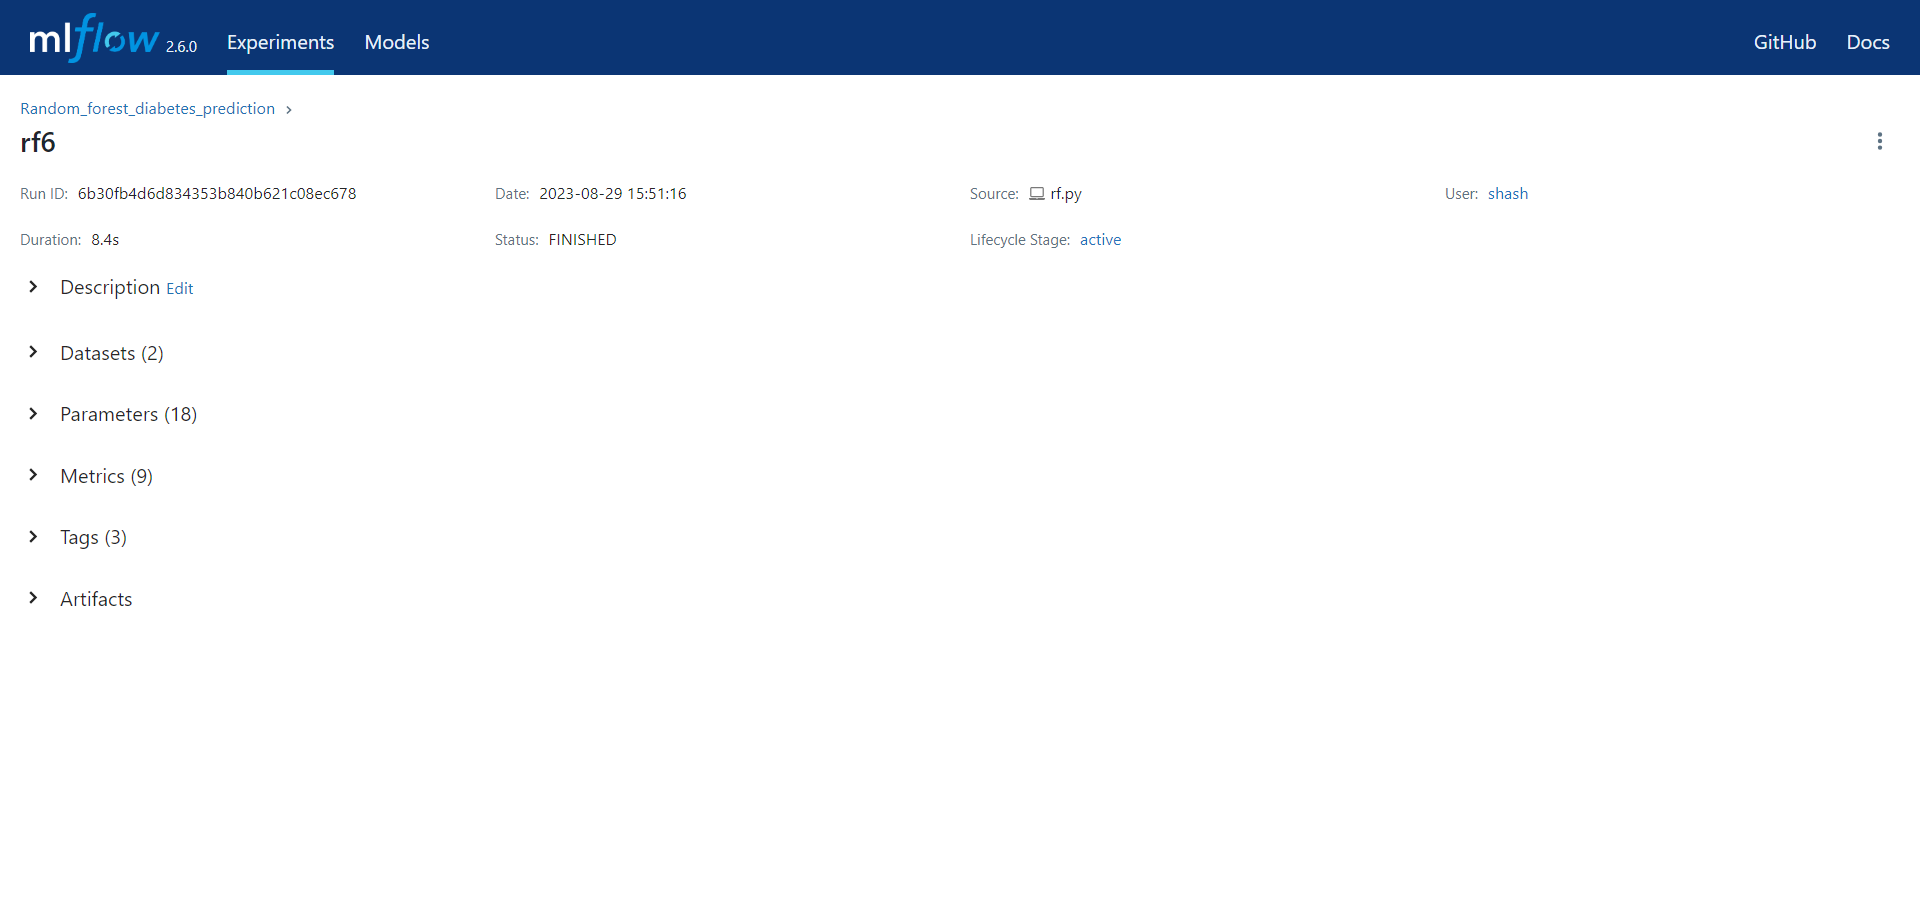 mlflow 2.6.0 Experiments Models GitHub Docs
Random_forest_diabetes_prediction
rf6
Run ID: 6b30fb4d6d834353b840b621c08ec678 Date: 2023-08-29 15:51:16 Source: rf.py User: shash
Duration: 8.4s Status: FINISHED Lifecycle Stage: active
Description Edit
Datasets (2)
Parameters (18)
Metrics (9)
Tags (3)
Artifacts